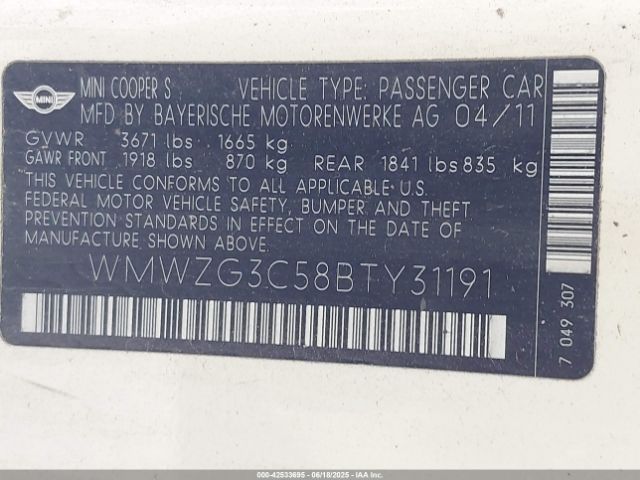 MINI
MINI COOPER S VEHICLE TYPE: PASSENGER CAR
MFD BY BAYERISCHE MOTORENWERKE AG 04/11
GVWR 3671 lbs 1665 kg
GAWR FRONT 1918 lbs 870 kg REAR 1841 lbs 835 kg
THIS VEHICLE CONFORMS TO ALL APPLICABLE U.S.
FEDERAL MOTOR VEHICLE SAFETY, BUMPER AND THEFT
PREVENTION STANDARDS IN EFFECT ON THE DATE OF
MANUFACTURE SHOWN ABOVE.
WMWZG3C58BTY31191
7 049 307
000-42533695 - 06/18/2025 - IAAI.COM